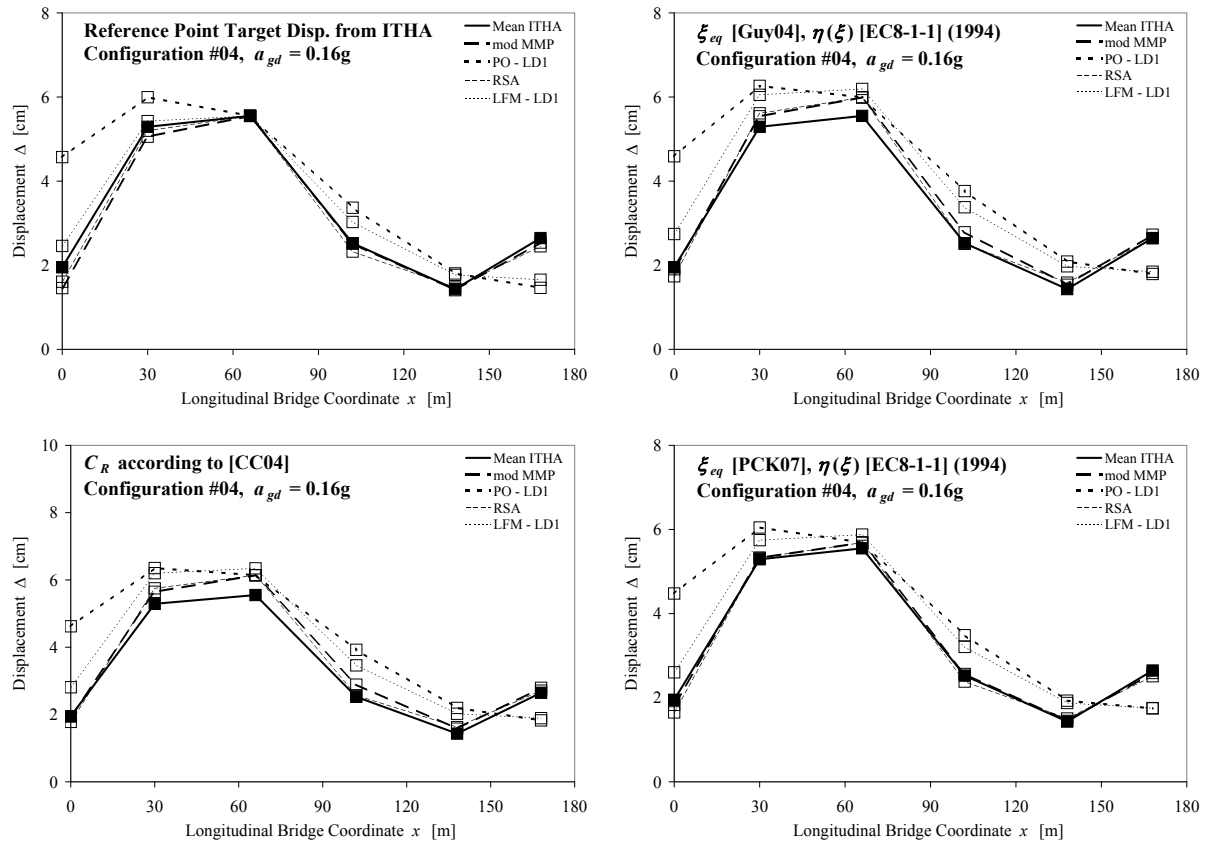 Reference Point Target Disp. from ITHA
Configuration #04, a gd = 0.16g
Mean ITHA
mod MMP
PO - LD1
RSA
LFM - LD1
Displacement Δ [cm]
8
6
4
2
0
0 30 60 90 120 150 180
Longitudinal Bridge Coordinate x [m]
ξ eq [Guy04], η(ξ) [EC8-1-1] (1994)
Configuration #04, a gd = 0.16g
Mean ITHA
mod MMP
PO - LD1
RSA
LFM - LD1
Displacement Δ [cm]
8
6
4
2
0
0 30 60 90 120 150 180
Longitudinal Bridge Coordinate x [m]
C R according to [CC04]
Configuration #04, a gd = 0.16g
Mean ITHA
mod MMP
PO - LD1
RSA
LFM - LD1
Displacement Δ [cm]
10
8
6
4
2
0
0 30 60 90 120 150 180
Longitudinal Bridge Coordinate x [m]
ξ eq [PCK07], η(ξ) [EC8-1-1] (1994)
Configuration #04, a gd = 0.16g
Mean ITHA
mod MMP
PO - LD1
RSA
LFM - LD1
Displacement Δ [cm]
8
6
4
2
0
0 30 60 90 120 150 180
Longitudinal Bridge Coordinate x [m]